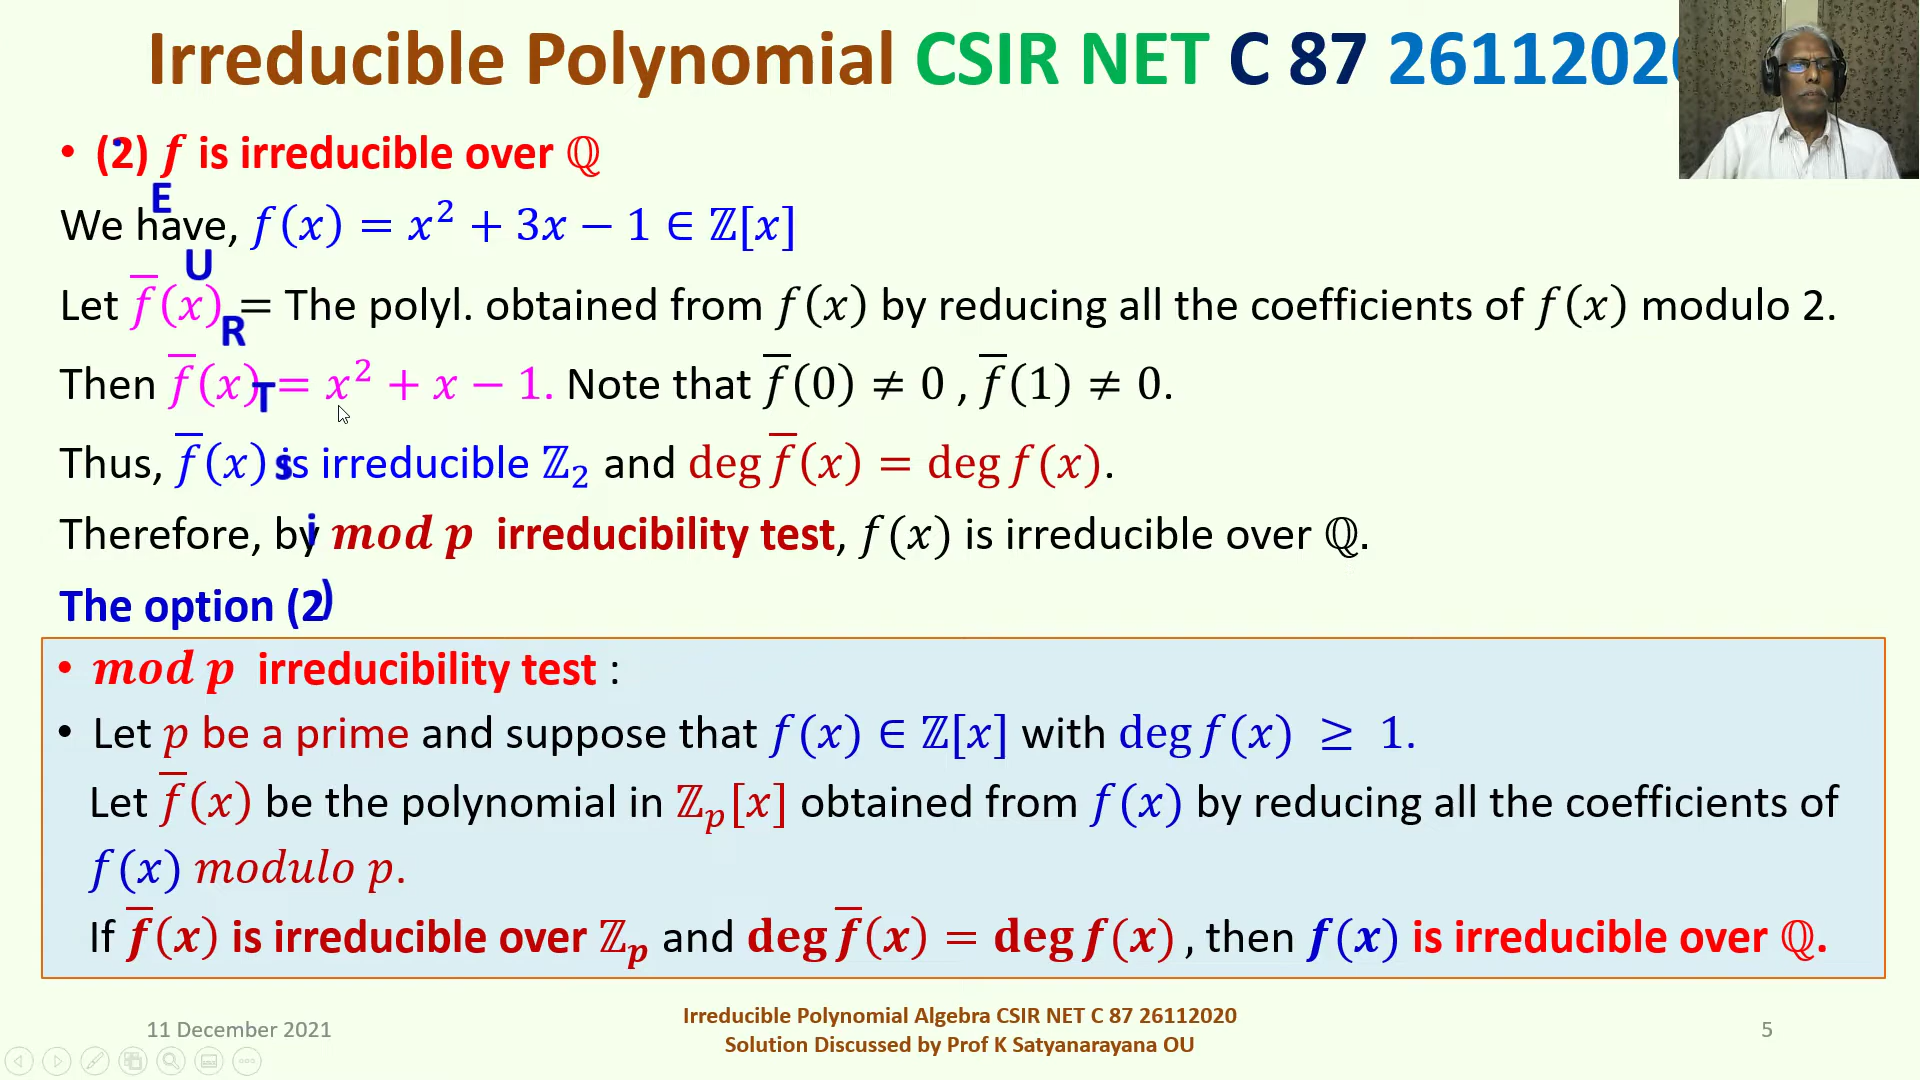 Irreducible Polynomial CSIR NET C 87 2611202
• (2) f is irreducible over ℚ
We have, f(x) = x² + 3x − 1 ∈ ℤ[x]
Let f̅(x) = The polyl. obtained from f(x) by reducing all the coefficients of f(x) modulo 2.
Then f̅(x) = x² + x − 1. Note that f̅(0) ≠ 0 , f̅(1) ≠ 0.
Thus, f̅(x) is irreducible ℤ₂ and deg f̅(x) = deg f(x).
Therefore, by mod p irreducibility test, f(x) is irreducible over ℚ.
The option (2)
E
U
R
T
s
i
• mod p irreducibility test :
• Let p be a prime and suppose that f(x) ∈ ℤ[x] with deg f(x) ≥ 1.
Let f̅(x) be the polynomial in ℤₚ[x] obtained from f(x) by reducing all the coefficients of
f(x) modulo p.
If f̅(x) is irreducible over ℤₚ and deg f̅(x) = deg f(x) , then f(x) is irreducible over ℚ.
11 December 2021
Irreducible Polynomial Algebra CSIR NET C 87 26112020
Solution Discussed by Prof K Satyanarayana OU
5